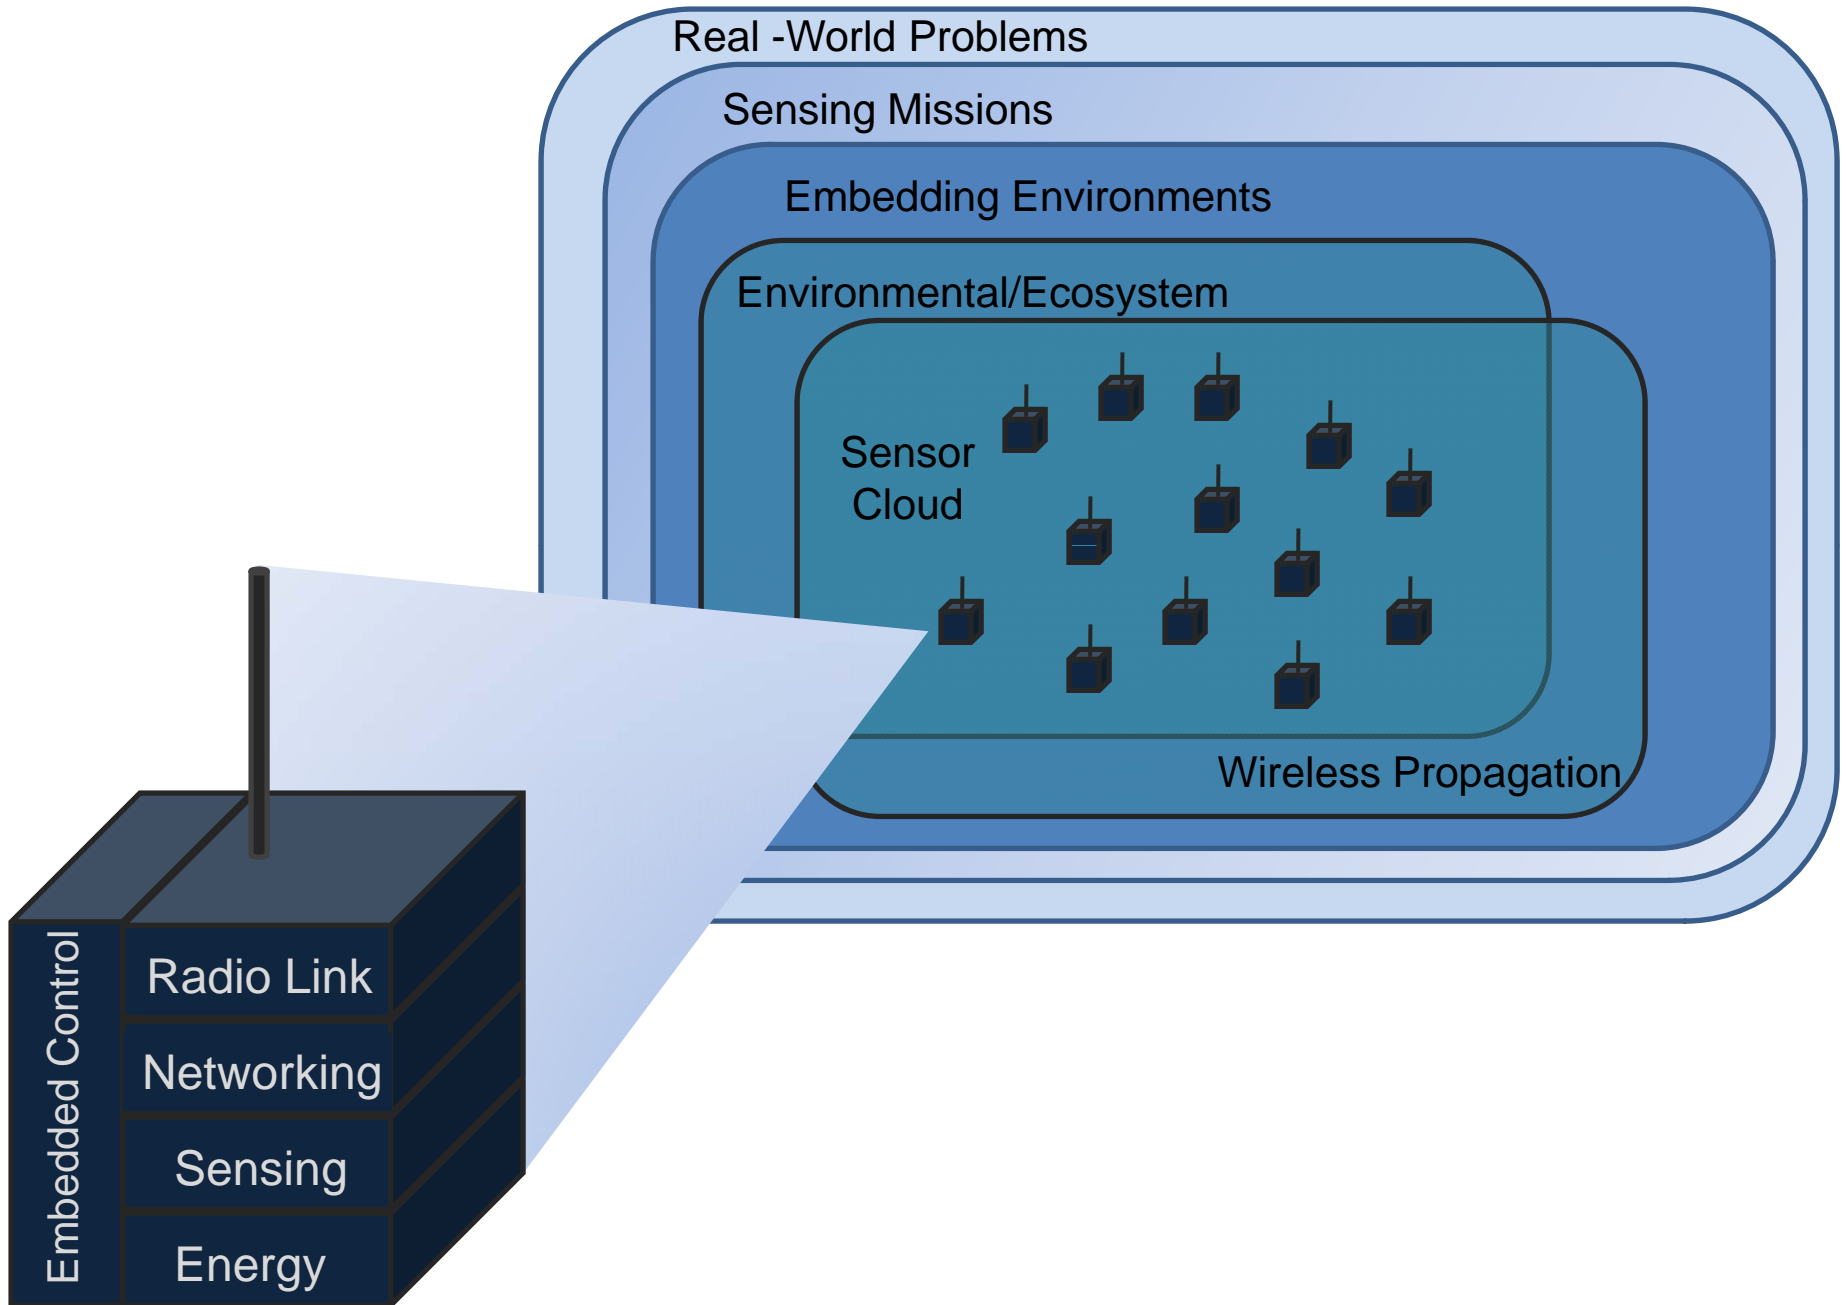 Real -World Problems
Sensing Missions
Embedding Environments
Environmental/Ecosystem
Sensor
Cloud
Wireless Propagation
Embedded Control
Radio Link
Networking
Sensing
Energy